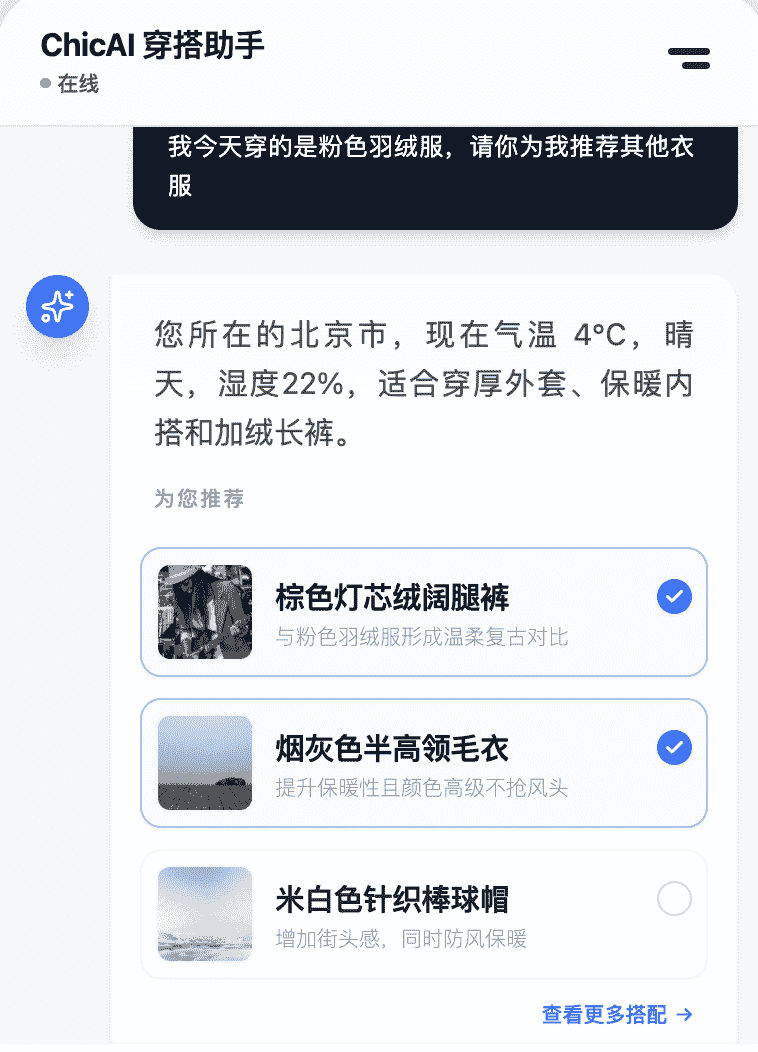 ChicAI 穿搭助手
在线
我今天穿的是粉色羽绒服，请你为我推荐其他衣
服
您所在的北京市，现在气温 4°C，晴
天，湿度22%，适合穿厚外套、保暖内
搭和加绒长裤。
为您推荐
棕色灯芯绒阔腿裤
与粉色羽绒服形成温柔复古对比
烟灰色半高领毛衣
提升保暖性且颜色高级不抢风头
米白色针织棒球帽
增加街头感，同时防风保暖
查看更多搭配 →